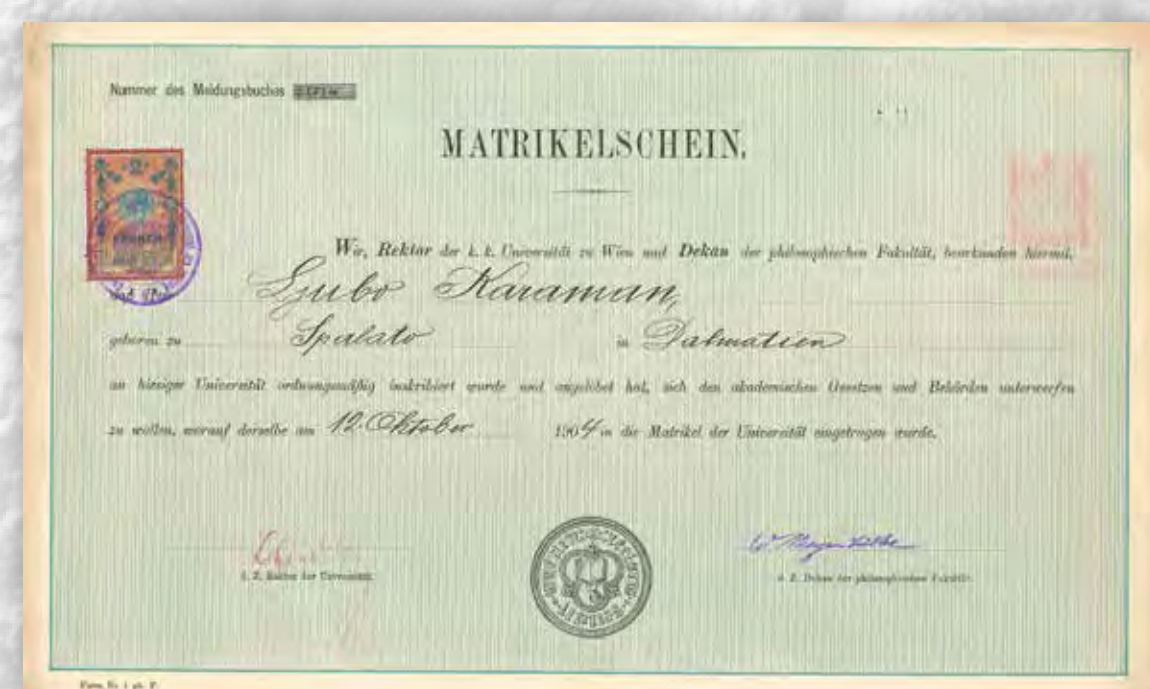 Nummer des Meldungsbuches
MATRIKELSCHEIN.
Wir, Rektor der k. k. Universität zu Wien und Dekan der philosophischen Fakultät, beurkunden hiermit,
Ljubo Karaman,
geboren zu Spalato in Dalmatien
an hiesiger Universität ordnungsmäßig inskribiert wurde und angelobt hat, sich den akademischen Gesetzen und Behörden unterwerfen
zu wollen, worauf derselbe am 12. Oktober 1904 in die Matrikel der Universität eingetragen wurde.
W. Meyer-Lübke
d. Z. Rektor der Universität.
d. Z. Dekan der philosophischen Fakultät.